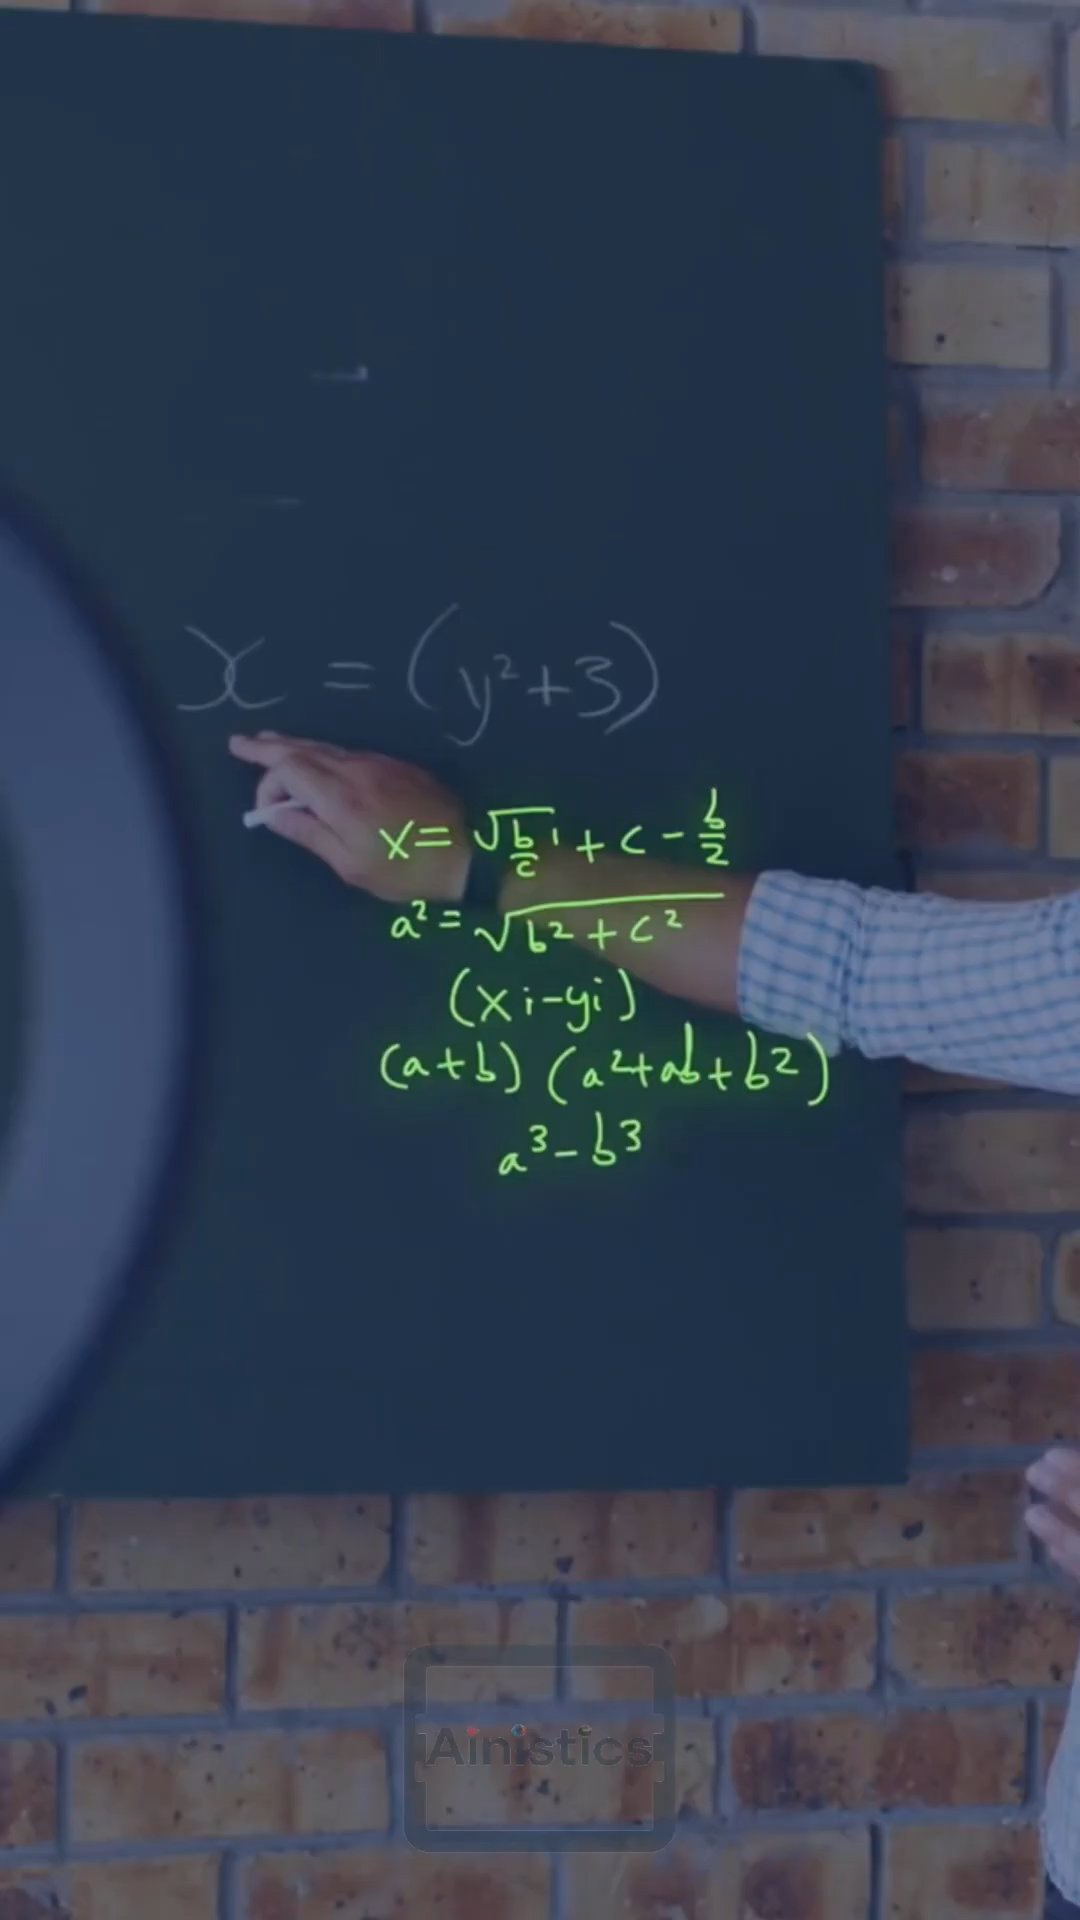 x = (y²+3)
x = √b/c + c - b/2
a² = √b² + c²
(xi-yi)
(a+b) (a²+ab+b²)
a³-b³
Ainistics